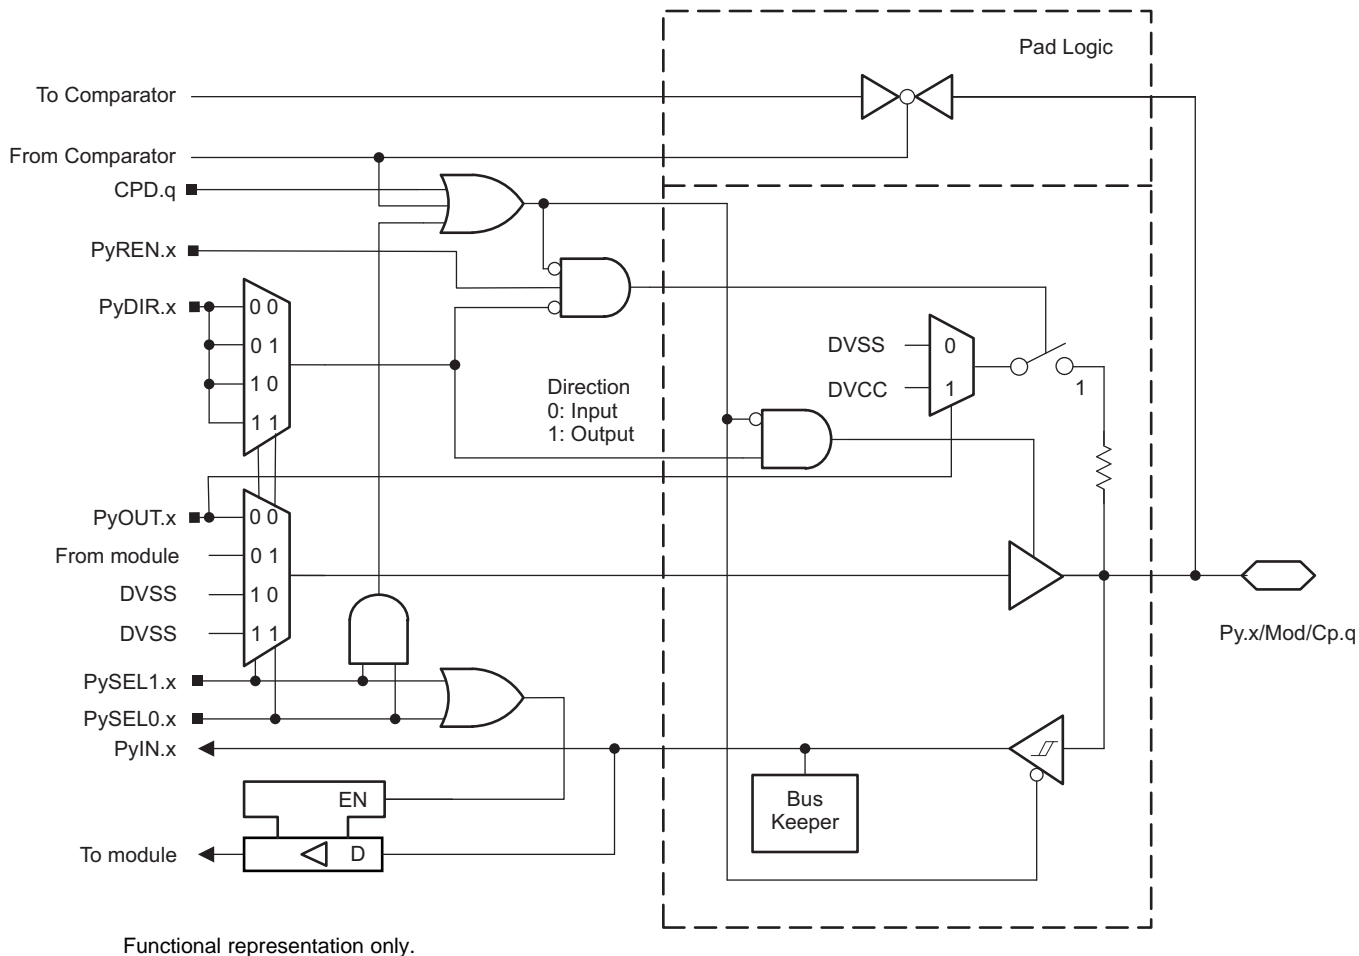 Pad Logic
To Comparator
From Comparator
CPD.q
PyREN.x
PyDIR.x
0 0
0 1
1 0
1 1
Direction
0: Input
1: Output
DVSS
0
DVCC
1
1
PyOUT.x
0 0
From module
0 1
DVSS
1 0
DVSS
1 1
Py.x/Mod/Cp.q
PySEL1.x
PySEL0.x
PyIN.x
EN
Bus
Keeper
To module
D
Functional representation only.